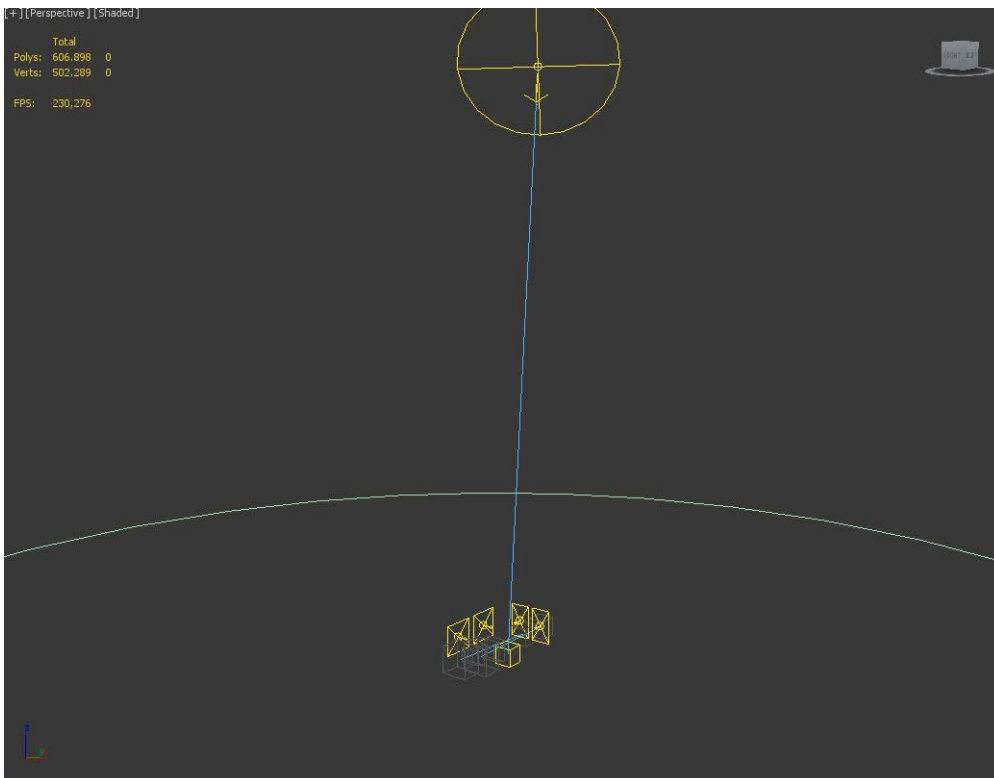 [+] [Perspective] [Shaded]
Total
Polys: 606.898 0
Verts: 502.289 0
FPS: 230,276
z